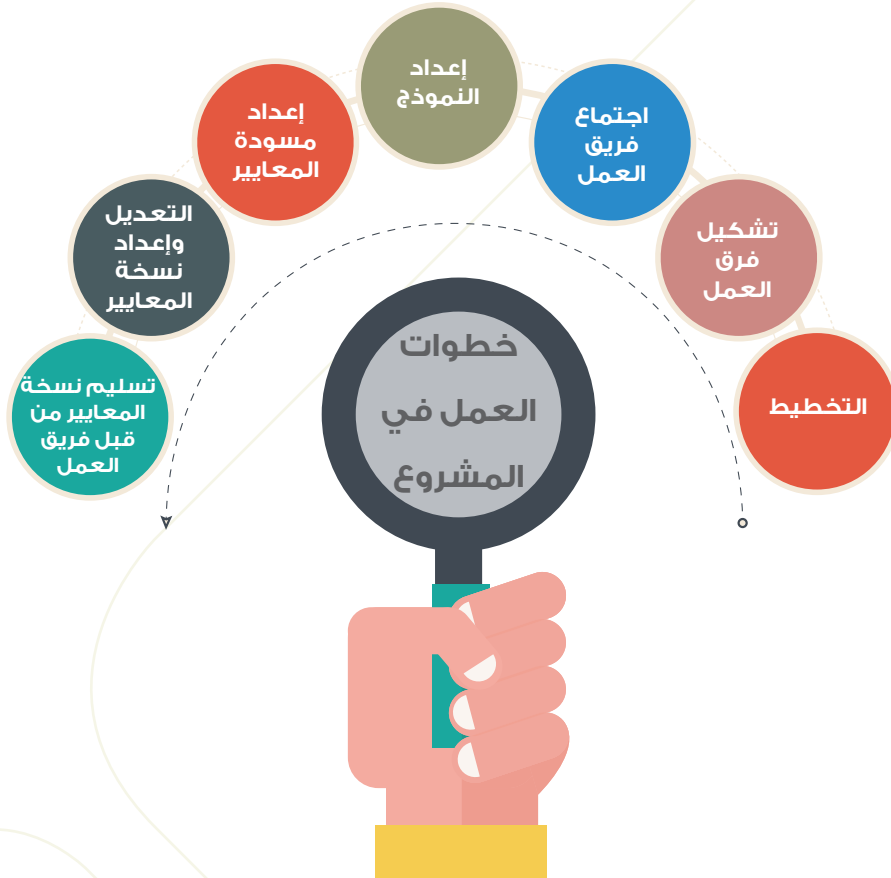 خطوات
العمل في
المشروع
التخطيط
تشكيل
فرق
العمل
اجتماع
فريق
العمل
إعداد
النموذج
إعداد
مسودة
المعايير
التعديل
وإعداد
نسخة
المعايير
تسليم نسخة
المعايير من
قبل فريق
العمل